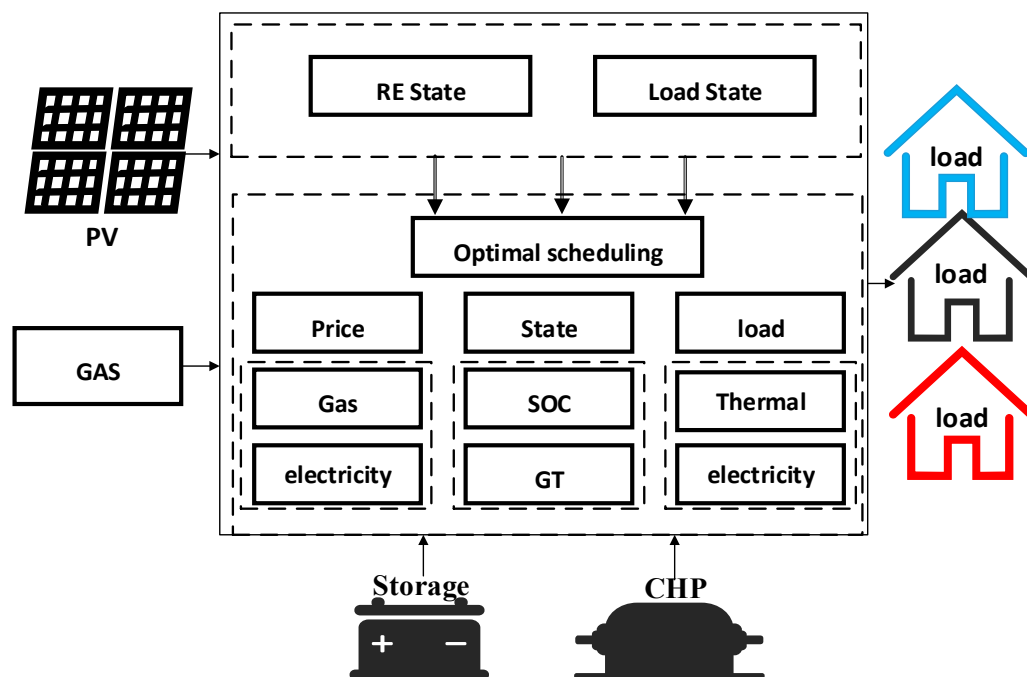 RE State
Load State
PV
load
Optimal scheduling
load
Price
State
load
GAS
Gas
SOC
Thermal
load
electricity
GT
electricity
Storage
CHP
+
−